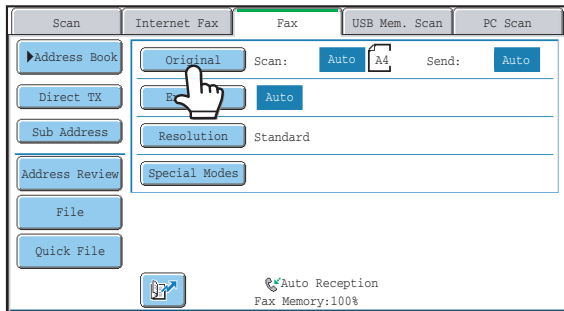 Scan Internet Fax Fax USB Mem. Scan PC Scan
Address Book
Original Scan: Auto A4 Send: Auto
Direct TX
Auto
Sub Address
Resolution Standard
Address Review
Special Modes
File
Quick File
Auto Reception
Fax Memory:100%